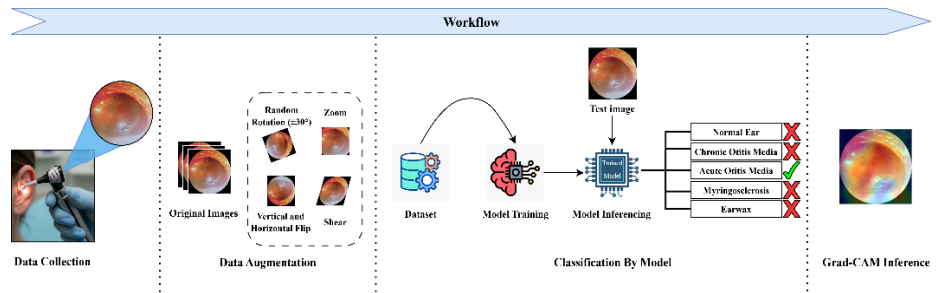 Workflow
Random
Rotation (±30°)
Zoom
Original Images
Vertical and
Horizontal Flip
Shear
Test image
Dataset
Model Training
Trained
Model
Model Inferencing
Normal Ear
Chronic Otitis Media
Acute Otitis Media
Myringosclerosis
Earwax
Data Collection
Data Augmentation
Classification By Model
Grad-CAM Inference